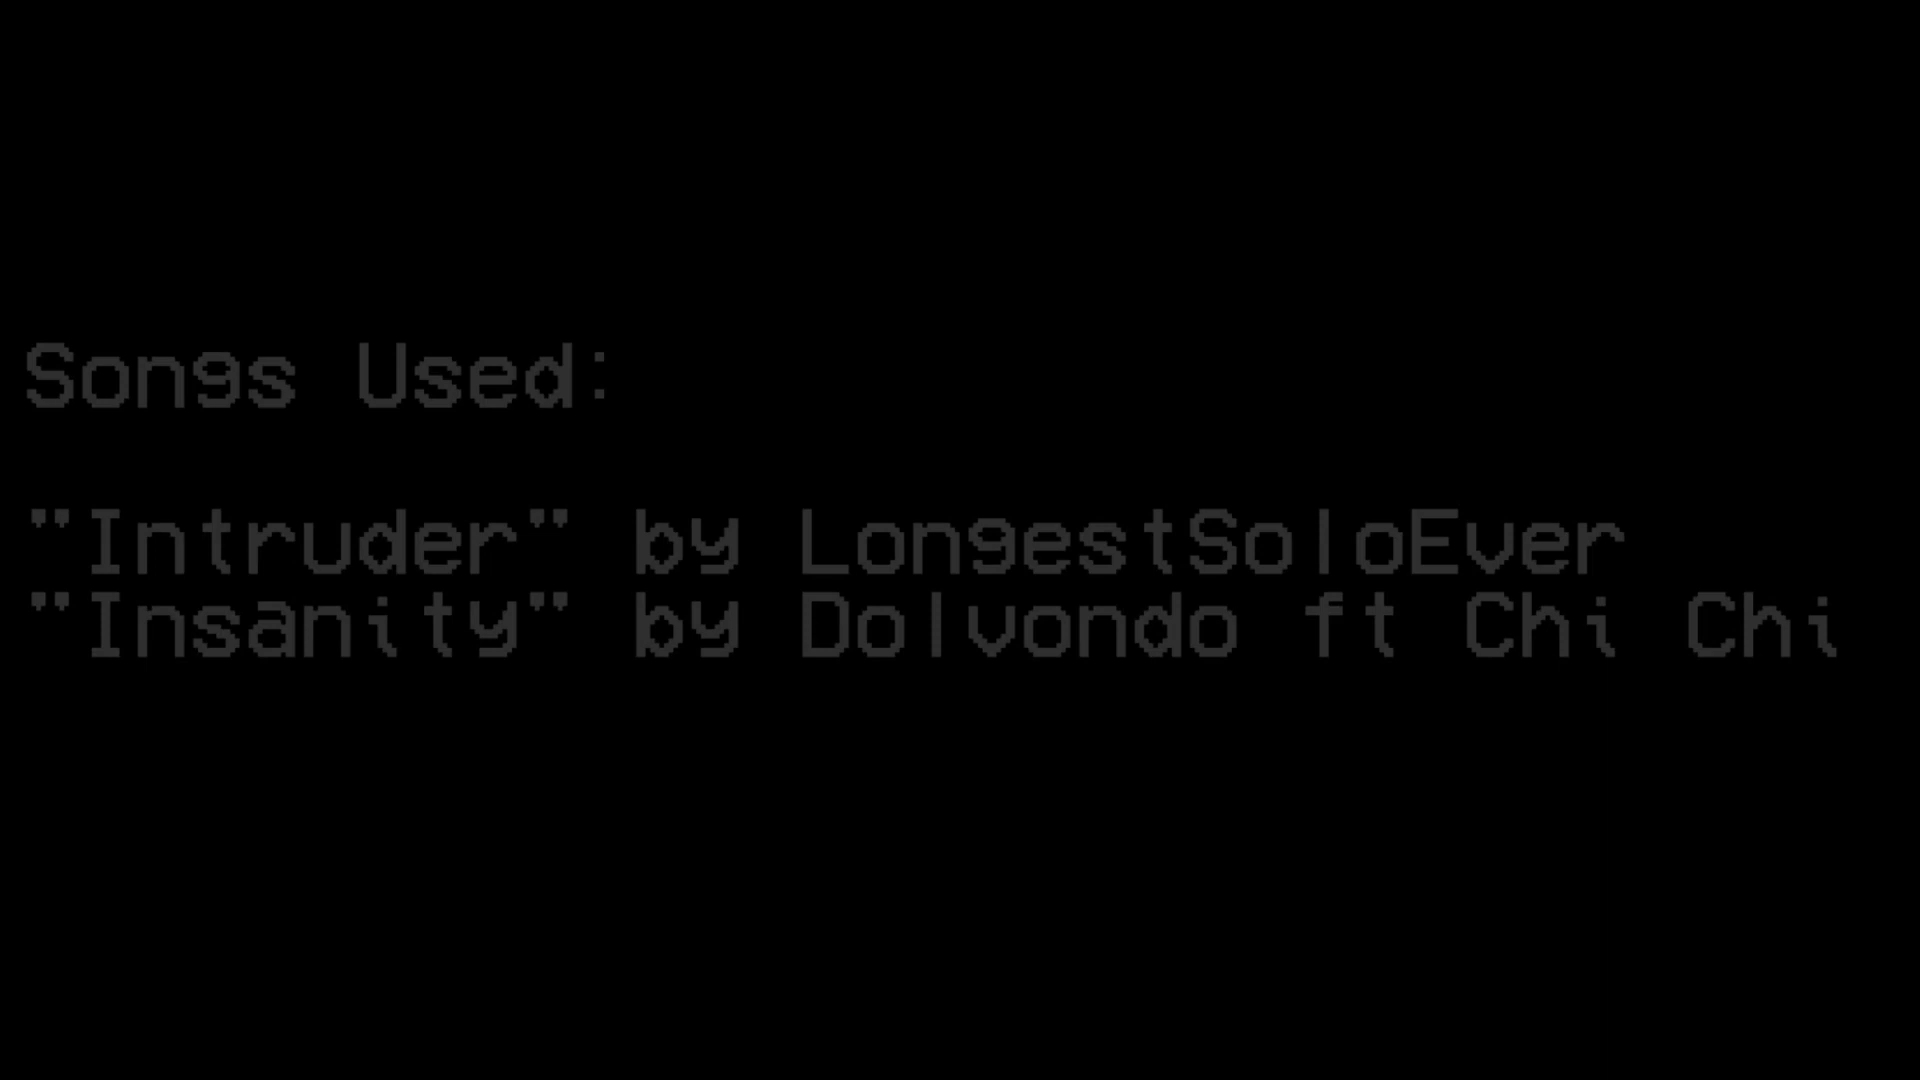 Songs Used:
"Intruder" by LongestSoloEver
"Insanity" by Dolvondo ft Chi Chi